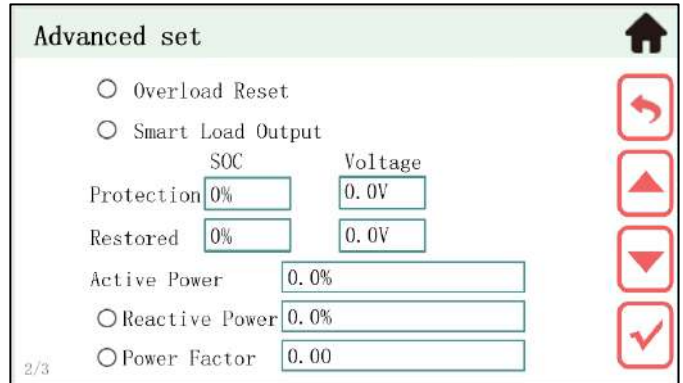 Advanced set
Overload Reset
Smart Load Output
SOC Voltage
Protection 0% 0.0V
Restored 0% 0.0V
Active Power 0.0%
Reactive Power 0.0%
Power Factor 0.00
2/3